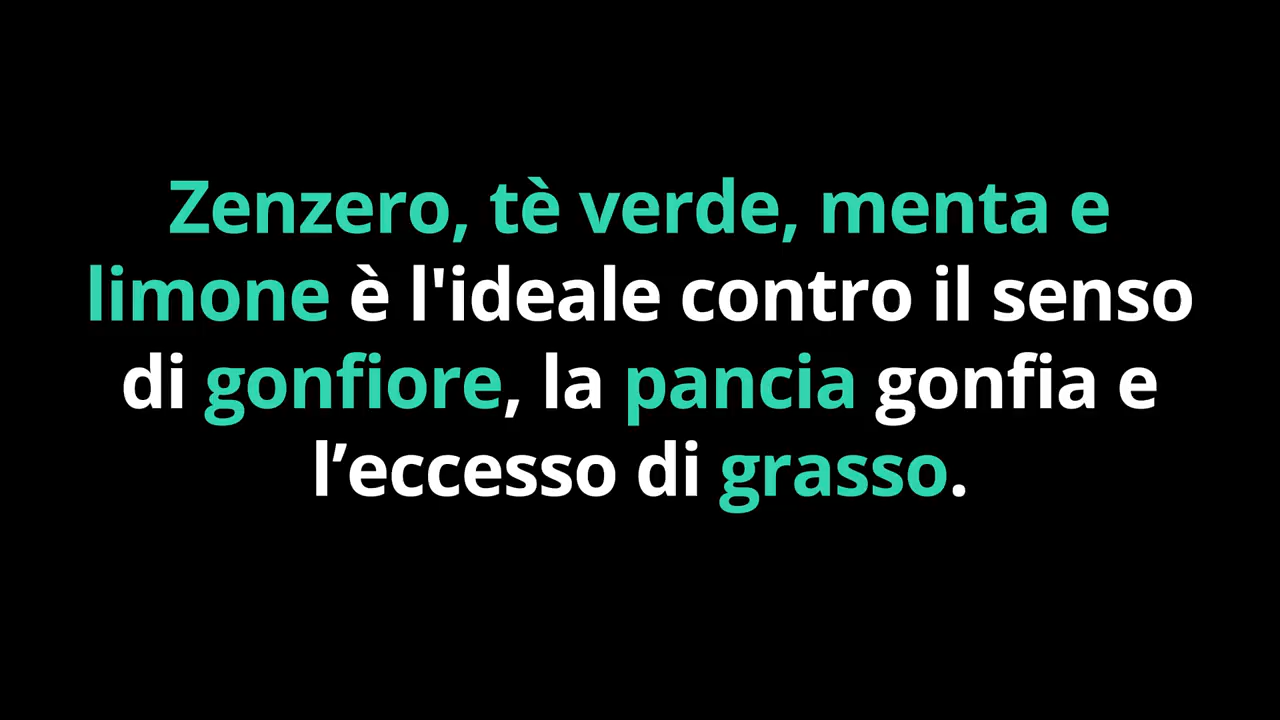 Zenzero, tè verde, menta e
limone è l'ideale contro il senso
di gonfiore, la pancia gonfia e
l’eccesso di grasso.